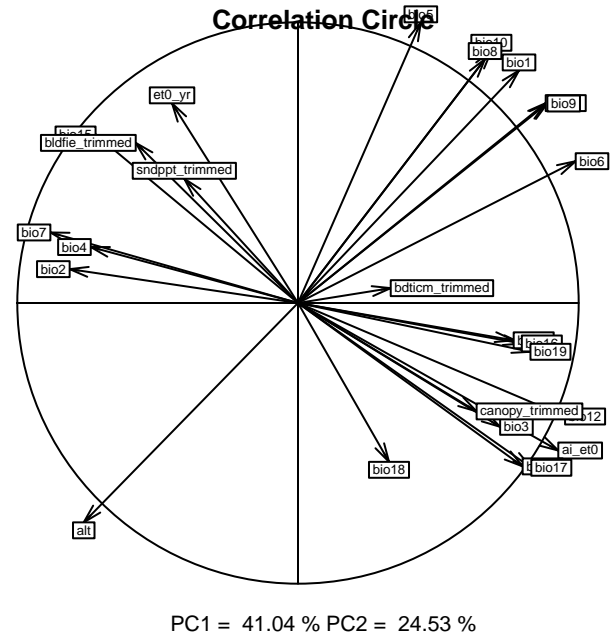 Correlation Circle
bio5
bio10
bio8
bio1
bio9
et0_yr
bio15
bldfie_trimmed
sndppt_trimmed
bio6
bio7
bio4
bio2
bdticm_trimmed
bio16
bio19
canopy_trimmed
bio12
bio3
ai_et0
bio17
bio18
alt
PC1 = 41.04 % PC2 = 24.53 %